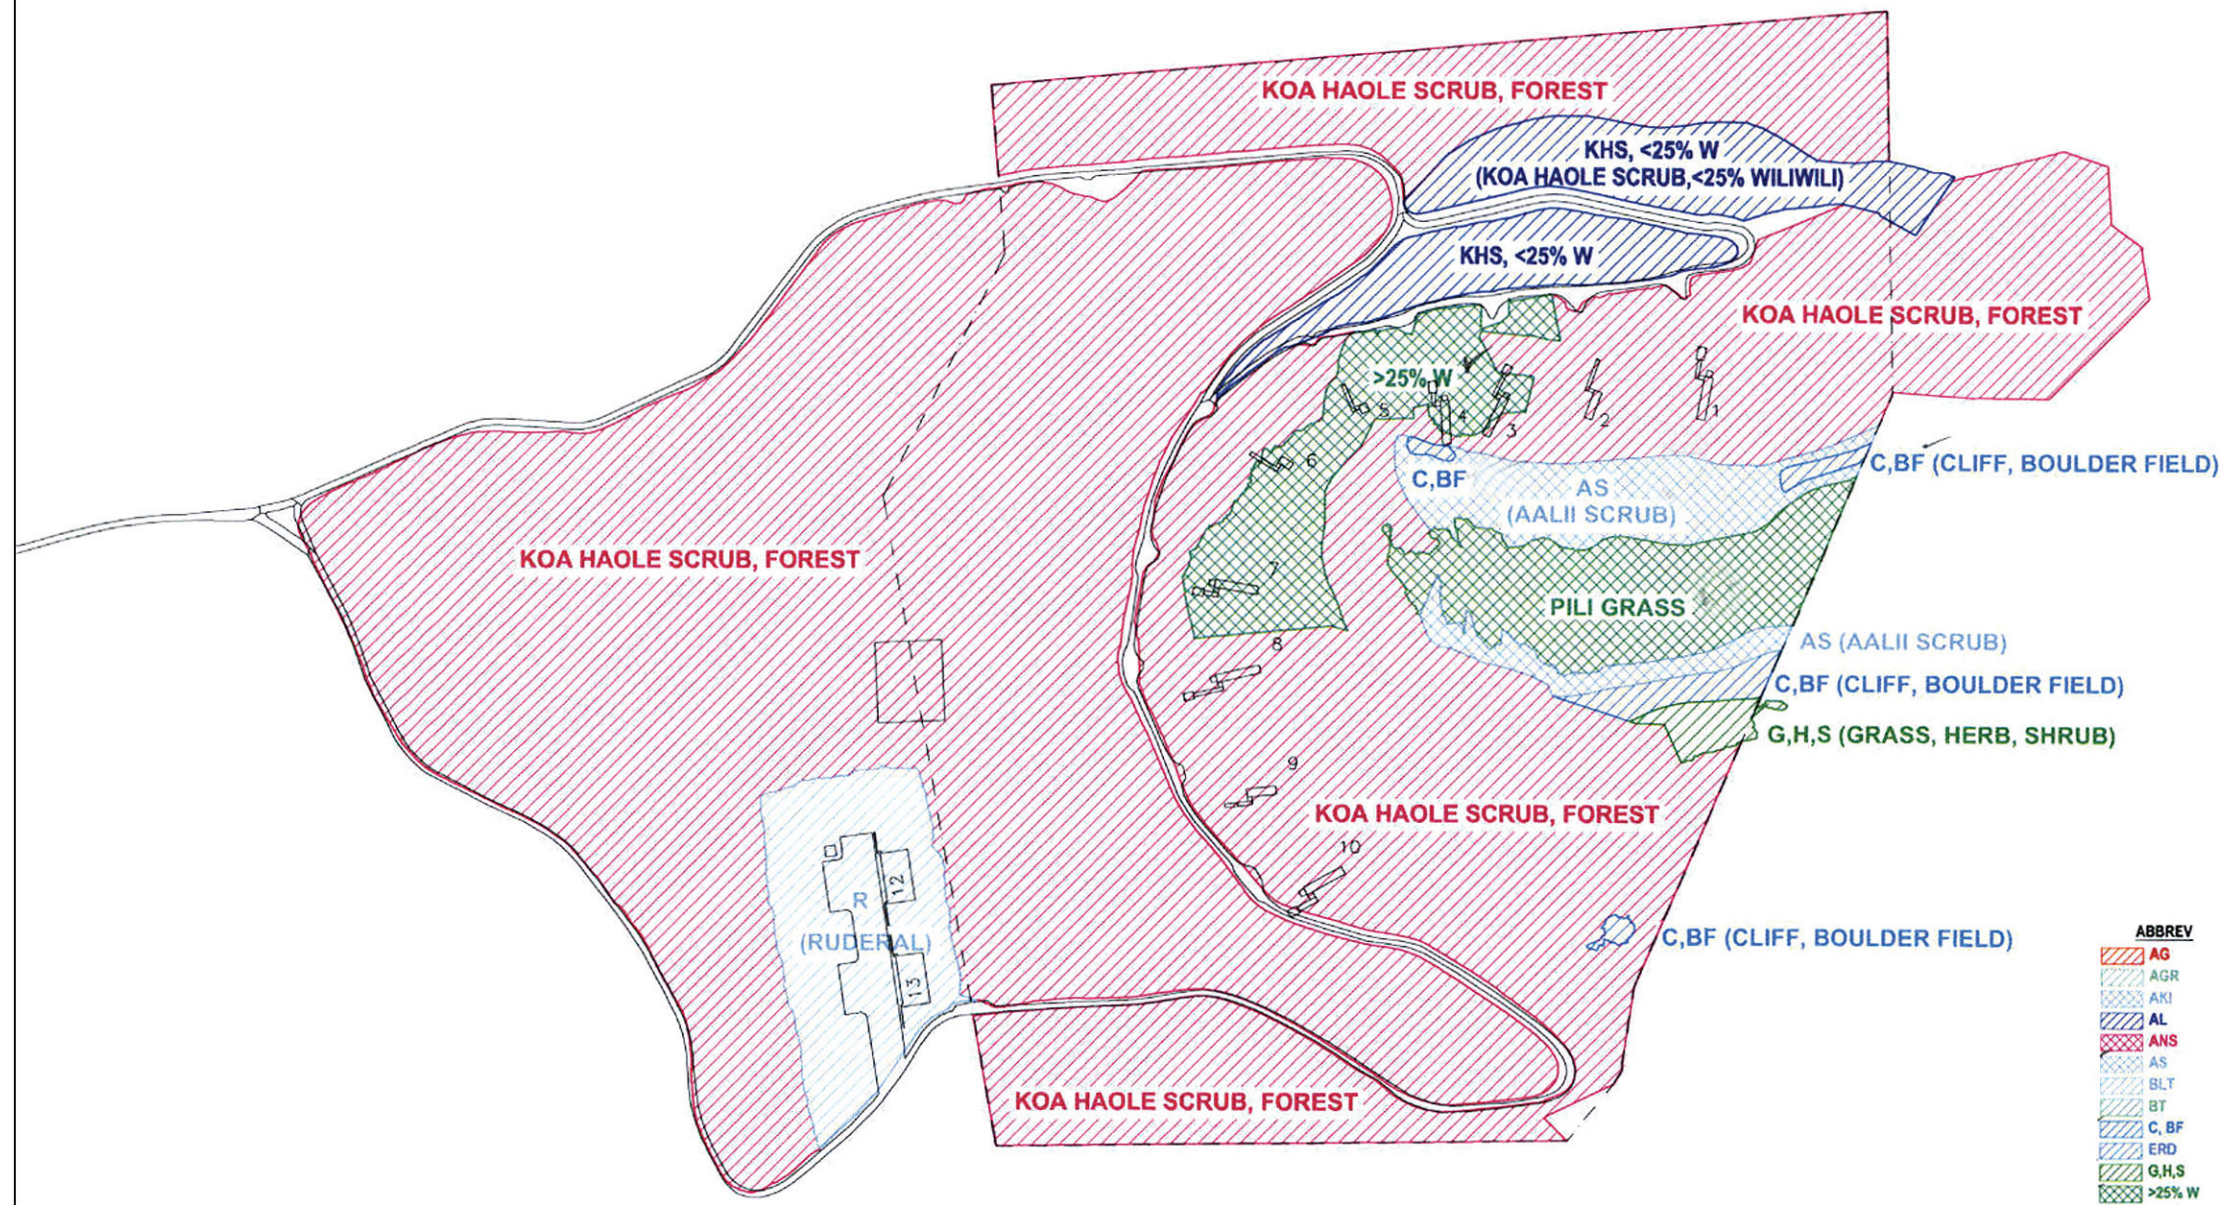 KOA HAOLE SCRUB, FOREST
KHS, <25% W
(KOA HAOLE SCRUB,<25% WILIWILI)
KHS, <25% W
KOA HAOLE SCRUB, FOREST
>25% W
1
2
3
4
5
6
C,BF
AS
(AALII SCRUB)
C,BF (CLIFF, BOULDER FIELD)
KOA HAOLE SCRUB, FOREST
7
PILI GRASS
8
AS (AALII SCRUB)
C,BF (CLIFF, BOULDER FIELD)
G,H,S (GRASS, HERB, SHRUB)
9
KOA HAOLE SCRUB, FOREST
10
12
R
(RUDERAL)
13
C,BF (CLIFF, BOULDER FIELD)
KOA HAOLE SCRUB, FOREST
ABBREV
AG
AGR
AKI
AL
ANS
AS
BLT
BT
C, BF
ERD
G,H,S
>25% W